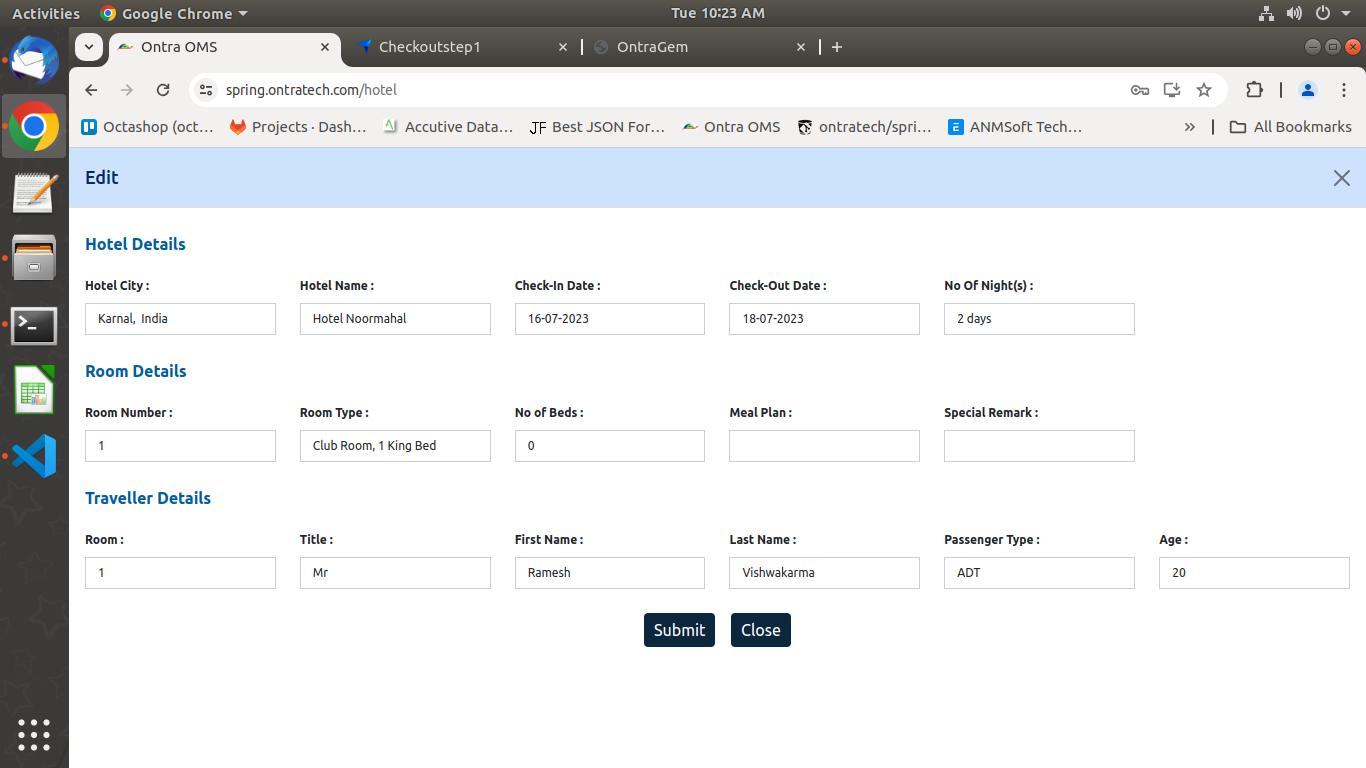 Activities Google Chrome Tue 10:23 AM
Ontra OMS Checkoutstep1 OntraGem
spring.ontratech.com/hotel
Octashop (oct... Projects · Dash... Accutive Data... JF Best JSON For... Ontra OMS ontratech/spri... E ANMSoft Tech... » All Bookmarks
Edit
Hotel Details
Hotel City : Hotel Name : Check-In Date : Check-Out Date : No Of Night(s) :
Karnal, India Hotel Noormahal 16-07-2023 18-07-2023 2 days
Room Details
Room Number : Room Type : No of Beds : Meal Plan : Special Remark :
1 Club Room, 1 King Bed 0
Traveller Details
Room : Title : First Name : Last Name : Passenger Type : Age :
1 Mr Ramesh Vishwakarma ADT 20
Submit Close